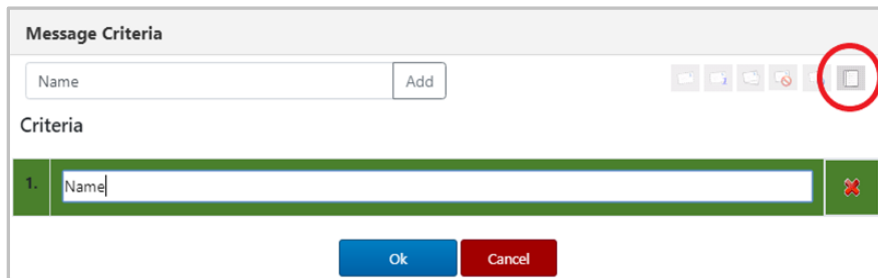 Message Criteria
Name Add
Criteria
1. Name
Ok Cancel